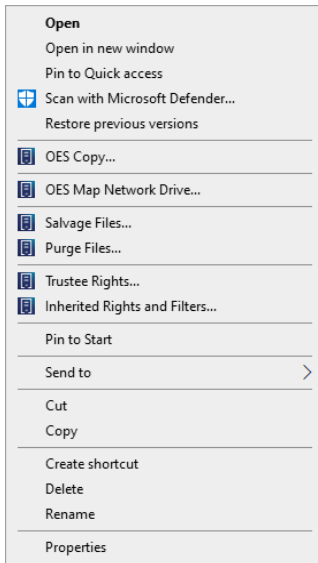 Open
Open in new window
Pin to Quick access
Scan with Microsoft Defender...
Restore previous versions
OES Copy...
OES Map Network Drive...
Salvage Files...
Purge Files...
Trustee Rights...
Inherited Rights and Filters...
Pin to Start
Send to
Cut
Copy
Create shortcut
Delete
Rename
Properties